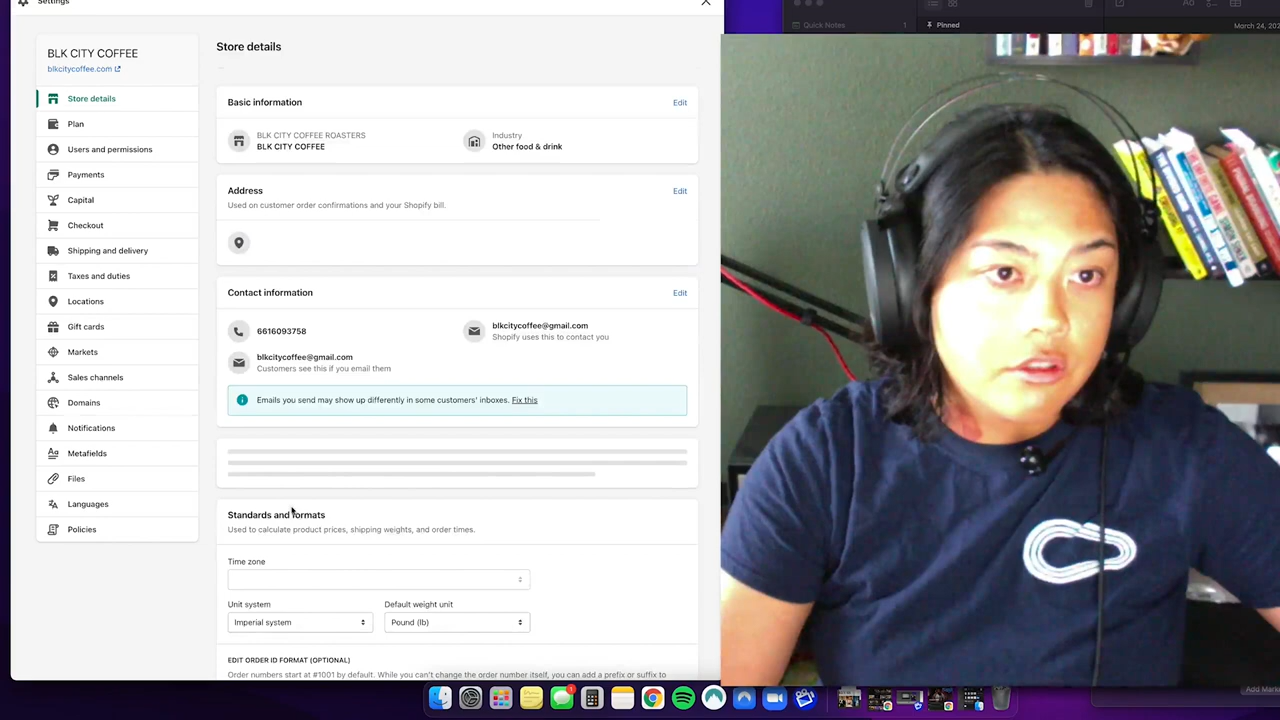 Settings
BLK CITY COFFEE
blkcitycoffee.com
Store details
Plan
Users and permissions
Payments
Capital
Checkout
Shipping and delivery
Taxes and duties
Locations
Gift cards
Markets
Sales channels
Domains
Notifications
Metafields
Files
Languages
Policies
Store details
Basic information
Edit
BLK CITY COFFEE ROASTERS
BLK CITY COFFEE
Industry
Other food & drink
Address
Edit
Used on customer order confirmations and your Shopify bill.
Contact information
Edit
6616093758
blkcitycoffee@gmail.com
Shopify uses this to contact you
blkcitycoffee@gmail.com
Customers see this if you email them
Emails you send may show up differently in some customers' inboxes. Fix this
Standards and formats
Used to calculate product prices, shipping weights, and order times.
Time zone
Unit system
Default weight unit
Imperial system
Pound (lb)
EDIT ORDER ID FORMAT (OPTIONAL)
Order numbers start at #1001 by default. While you can't change the order number itself, you can add a prefix or suffix to
Quick Notes
1
Pinned
March 24, 202
Add Mark